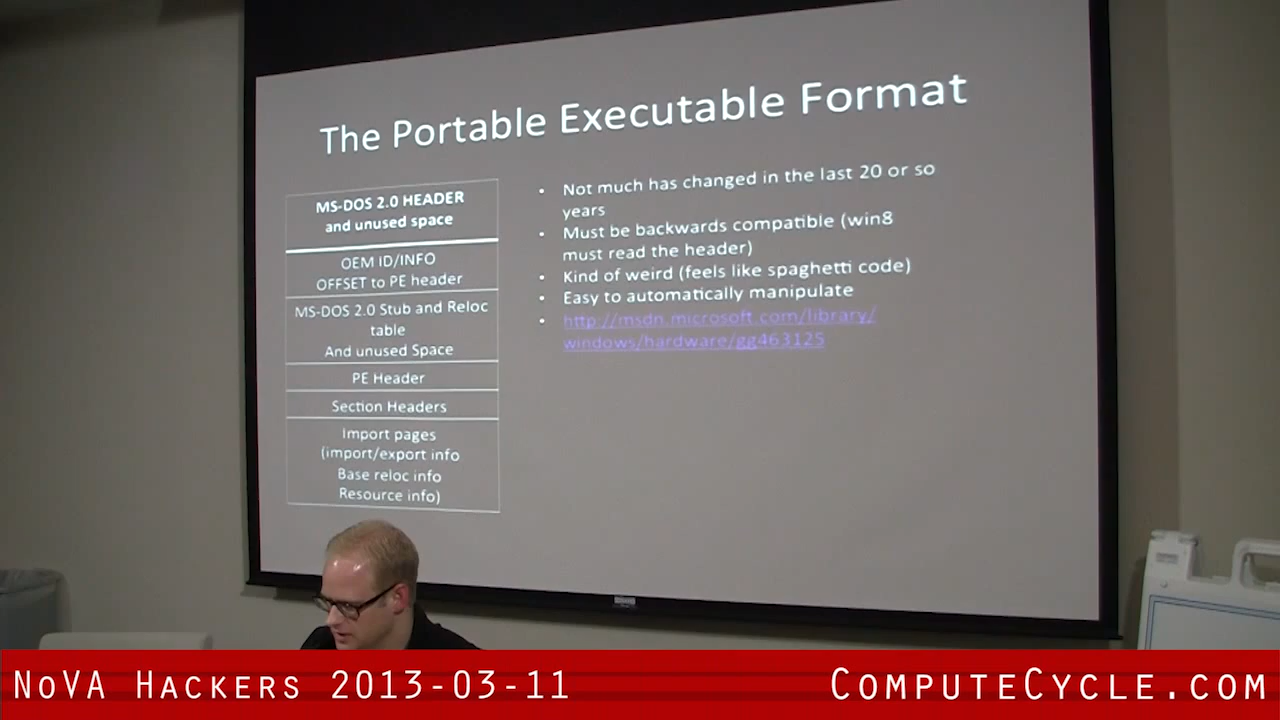 The Portable Executable Format
MS-DOS 2.0 HEADER
and unused space
OEM ID/INFO
OFFSET to PE header
MS-DOS 2.0 Stub and Reloc
table
And unused Space
PE Header
Section Headers
Import pages
(import/export info
Base reloc info
Resource info)
• Not much has changed in the last 20 or so
years
• Must be backwards compatible (win8
must read the header)
• Kind of weird (feels like spaghetti code)
• Easy to automatically manipulate
• http://msdn.microsoft.com/library/
windows/hardware/gg463125
NoVA Hackers 2013-03-11
ComputeCycle.com